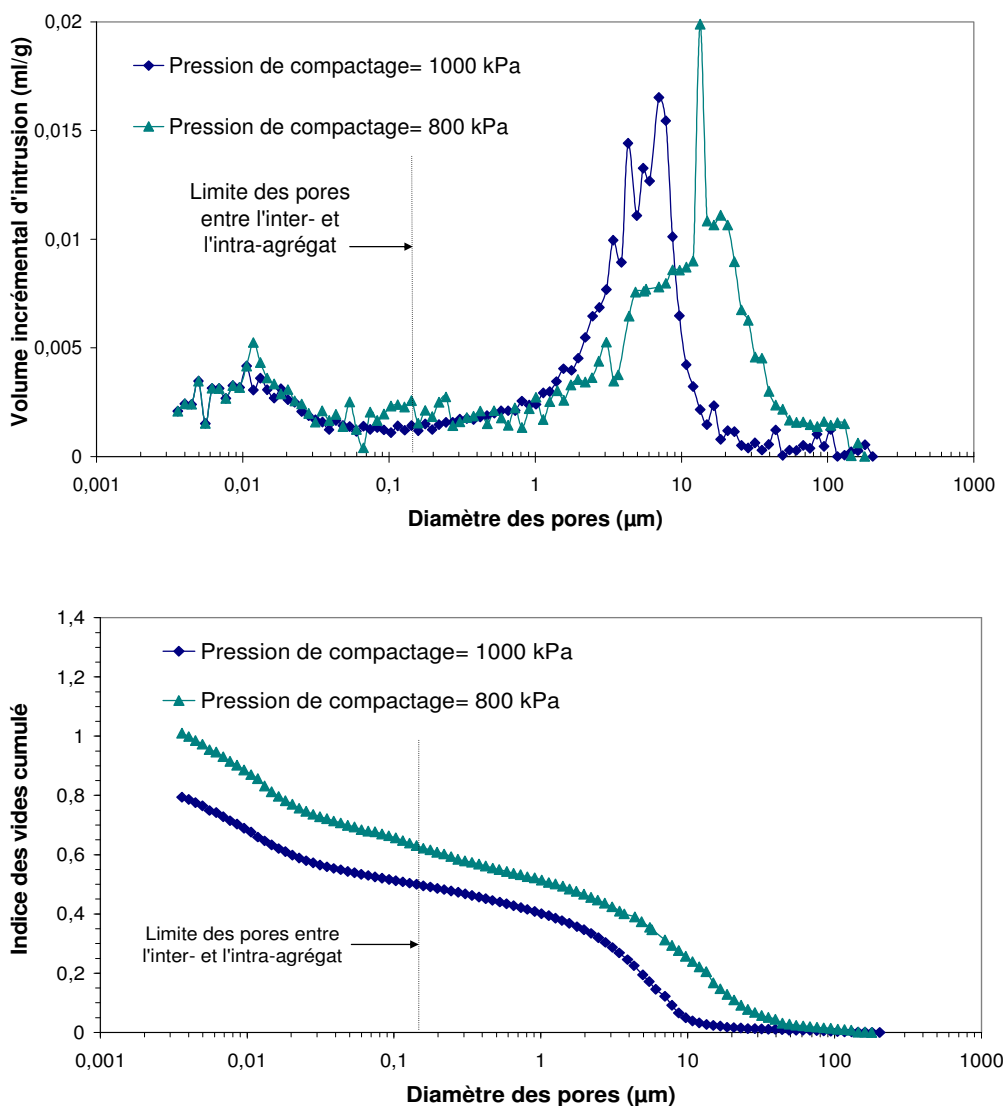 Volume incrémental d'intrusion (ml/g)
0,02
0,015
0,01
0,005
0
Pression de compactage= 1000 kPa
Pression de compactage= 800 kPa
Limite des pores
entre l'inter- et
l'intra-agrégat
0,001
0,01
0,1
1
10
100
1000
Diamètre des pores (µm)
Indice des vides cumulé
1,4
1,2
1
0,8
0,6
0,4
0,2
0
Pression de compactage= 1000 kPa
Pression de compactage= 800 kPa
Limite des pores entre
l'inter- et l'intra-agrégat
0,001
0,01
0,1
1
10
100
1000
Diamètre des pores (µm)